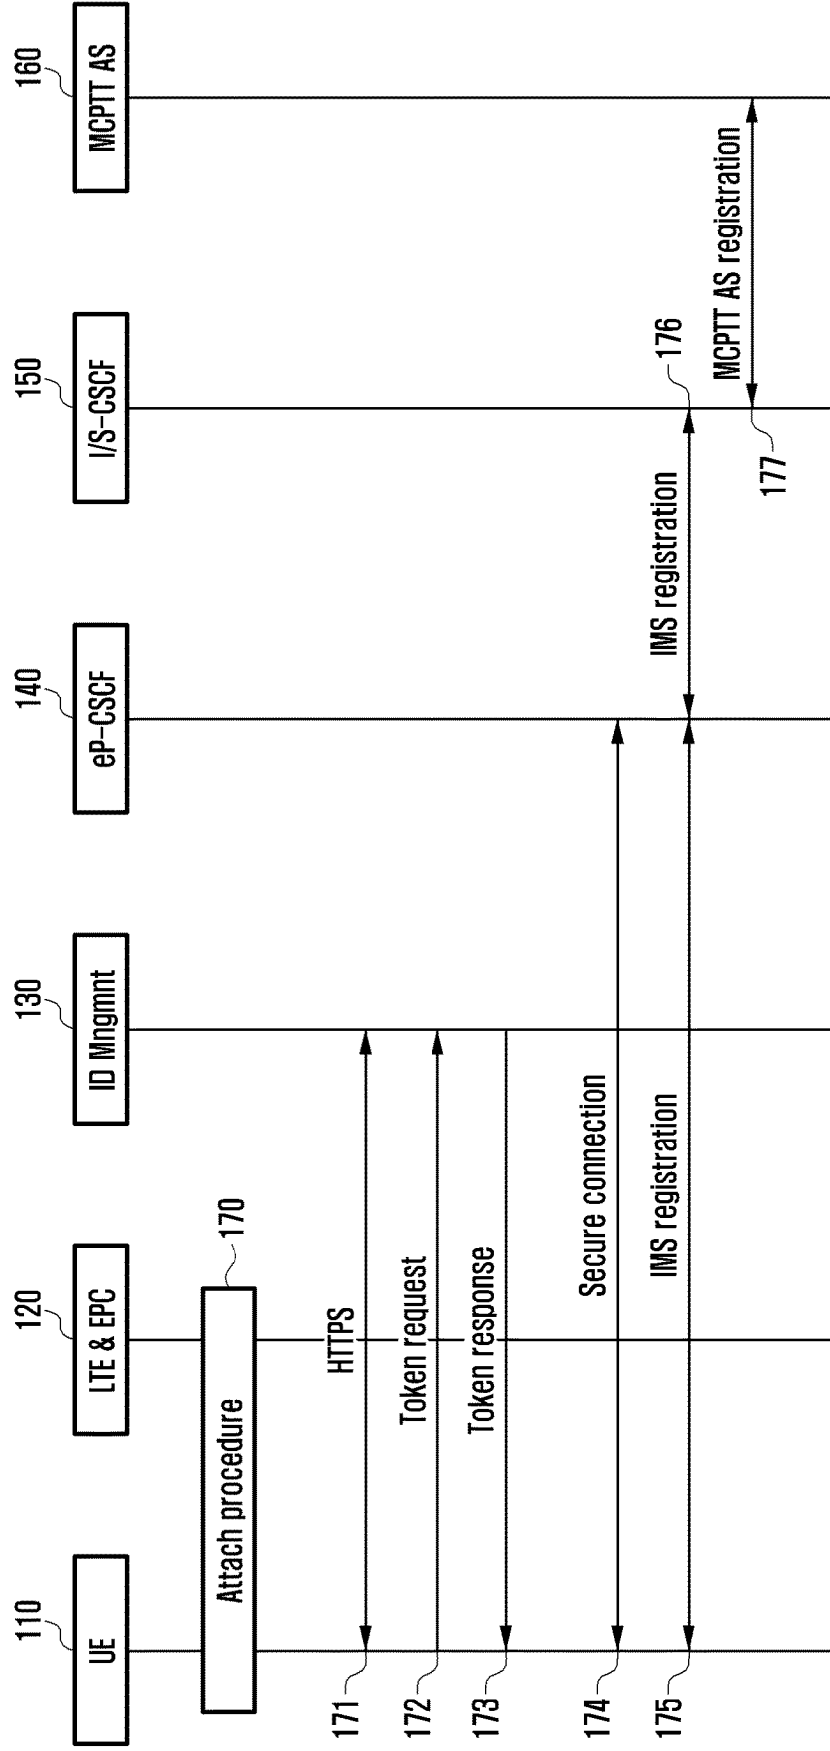 110
120
130
140
150
160
UE
LTE & EPC
ID Mngmnt
eP-CSCF
I/S-CSCF
MCPTT AS
Attach procedure
170
171
HTTPS
172
Token request
173
Token response
174
Secure connection
175
IMS registration
IMS registration
176
177
MCPTT AS registration